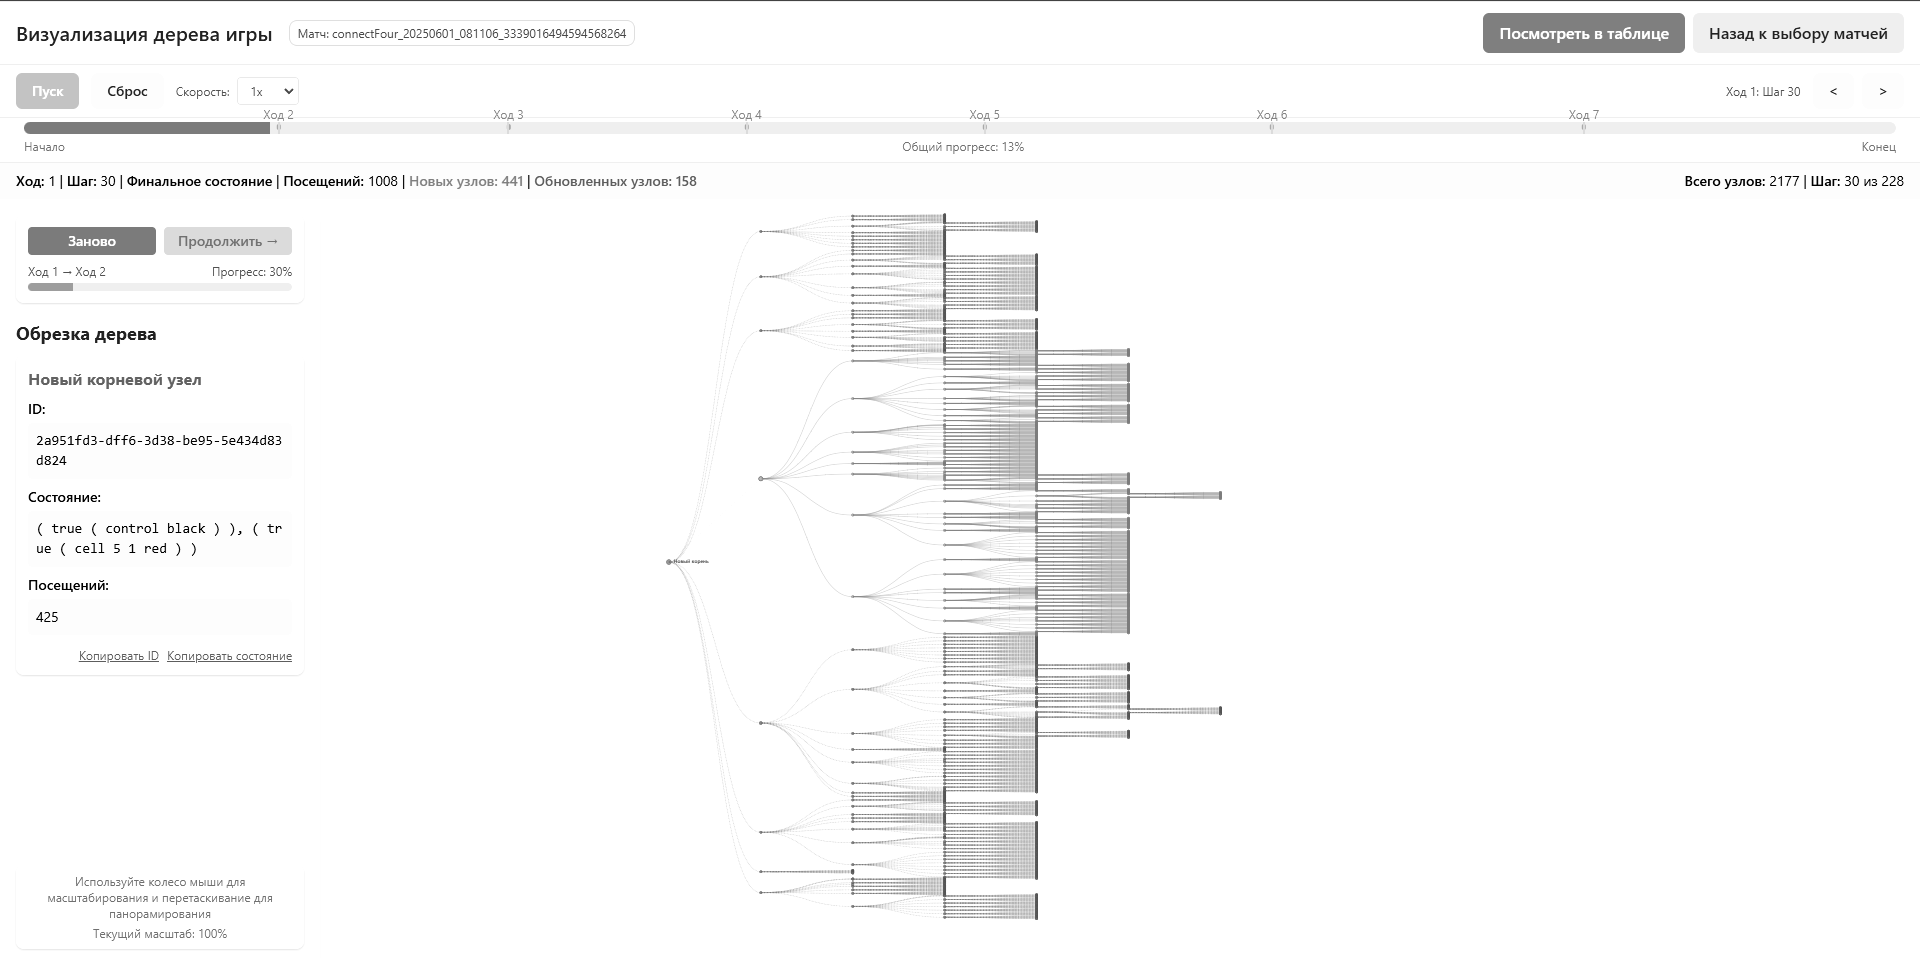 Визуализация дерева игры
Матч: connectFour_20250601_081106_3339016494594568264
Посмотреть в таблице
Назад к выбору матчей
Пуск
Сброс
Скорость:
1x
Ход 1: Шаг 30
<
>
Ход 2
Ход 3
Ход 4
Ход 5
Ход 6
Ход 7
Начало
Общий прогресс: 13%
Конец
Ход: 1 | Шаг: 30 | Финальное состояние | Посещений: 1008 | Новых узлов: 441 | Обновленных узлов: 158
Всего узлов: 2177 | Шаг: 30 из 228
Заново
Продолжить →
Ход 1 → Ход 2
Прогресс: 30%
Обрезка дерева
Новый корневой узел
ID:
2a951fd3-dff6-3d38-be95-5e434d83
d824
Состояние:
( true ( control black ) ), ( tr
ue ( cell 5 1 red ) )
Посещений:
425
Копировать ID
Копировать состояние
Новый корень
Используйте колесо мыши для
масштабирования и перетаскивание для
панорамирования
Текущий масштаб: 100%